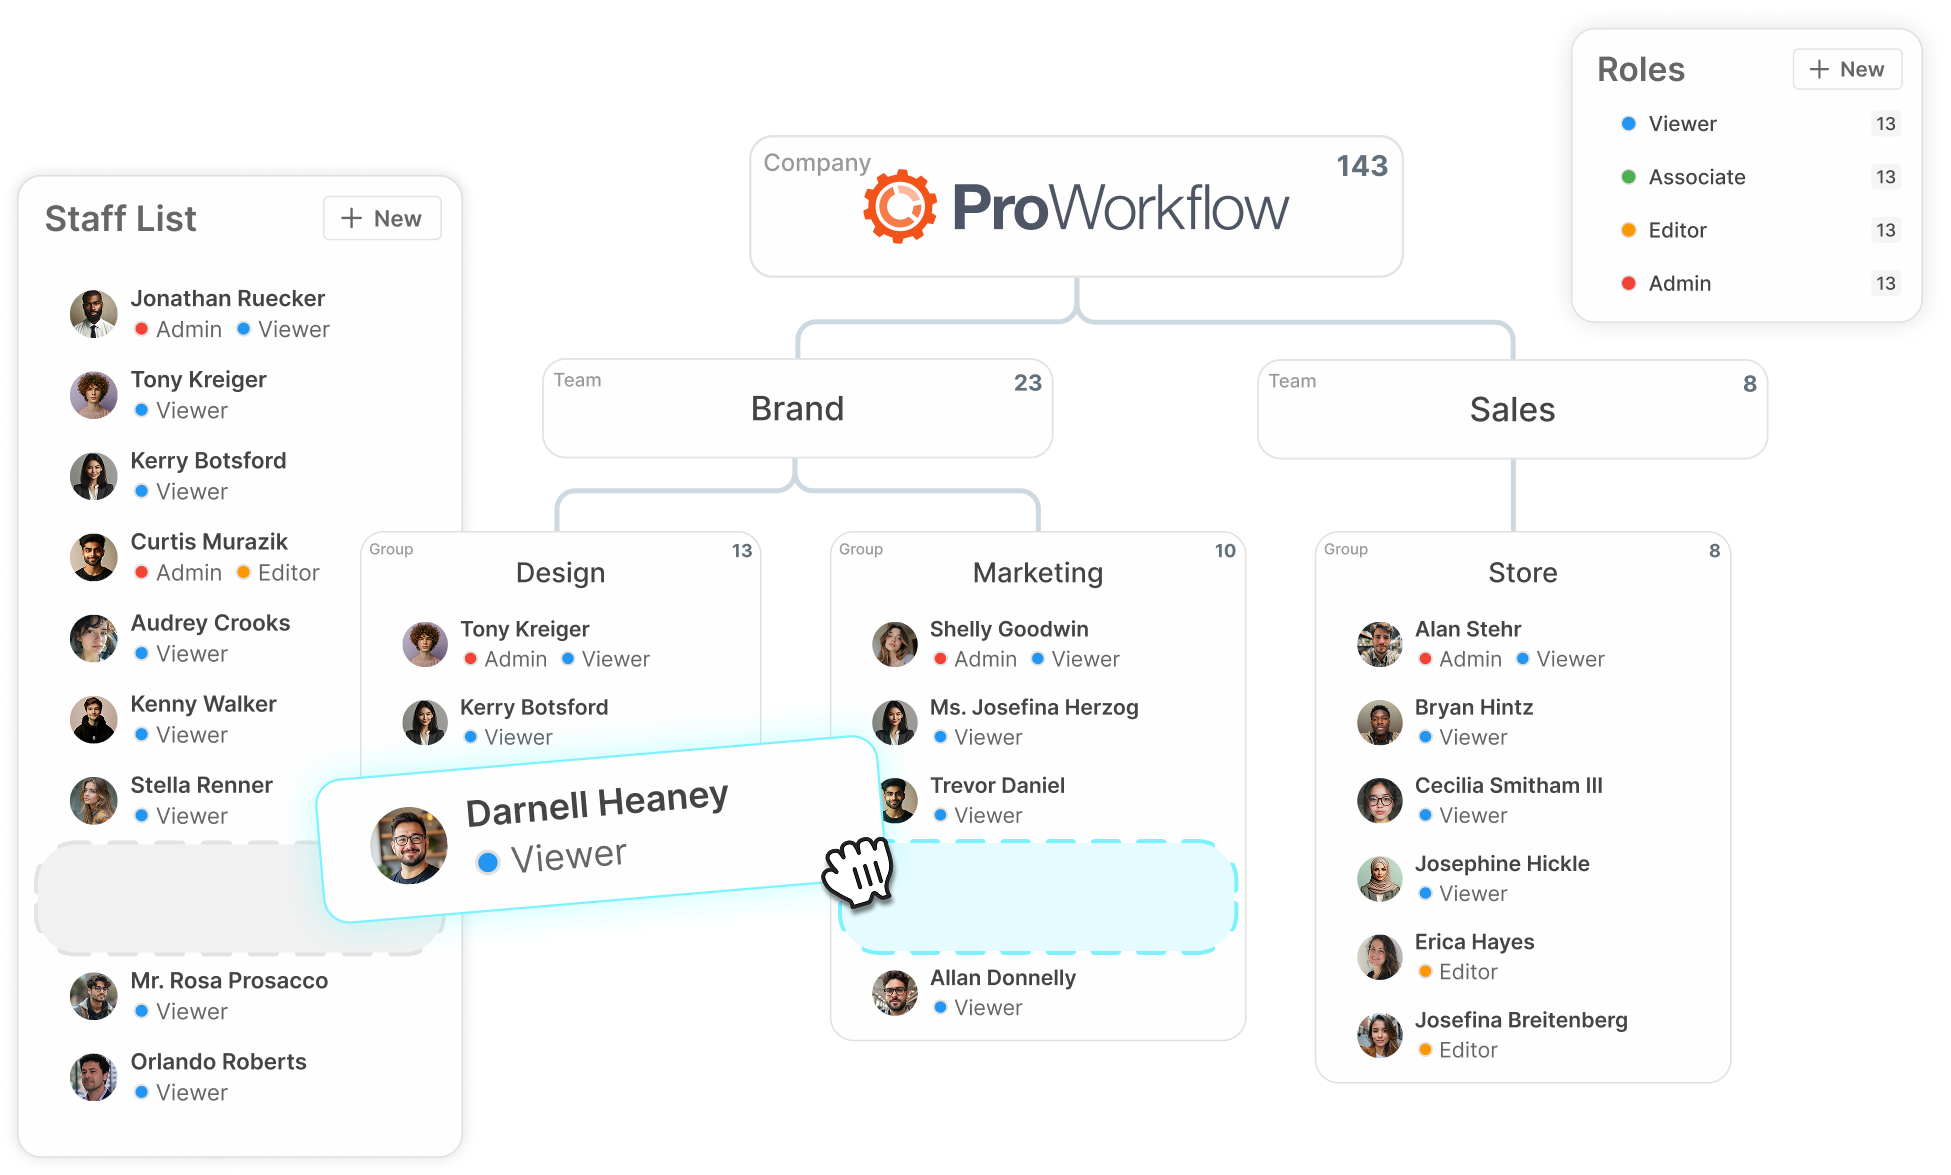 Roles
+ New
Viewer 13
Associate 13
Editor 13
Admin 13
Company 143
ProWorkflow
Staff List
+ New
Jonathan Ruecker
Admin Viewer
Tony Kreiger
Viewer
Kerry Botsford
Viewer
Curtis Murazik
Admin Editor
Audrey Crooks
Viewer
Kenny Walker
Viewer
Stella Renner
Viewer
Mr. Rosa Prosacco
Viewer
Orlando Roberts
Viewer
Team 23
Brand
Team 8
Sales
Group 13
Design
Tony Kreiger
Admin Viewer
Kerry Botsford
Viewer
Darnell Heaney
Viewer
Group 10
Marketing
Shelly Goodwin
Admin Viewer
Ms. Josefina Herzog
Viewer
Trevor Daniel
Viewer
Allan Donnelly
Viewer
Group 8
Store
Alan Stehr
Admin Viewer
Bryan Hintz
Viewer
Cecilia Smitham III
Viewer
Josephine Hickle
Viewer
Erica Hayes
Editor
Josefina Breitenberg
Editor